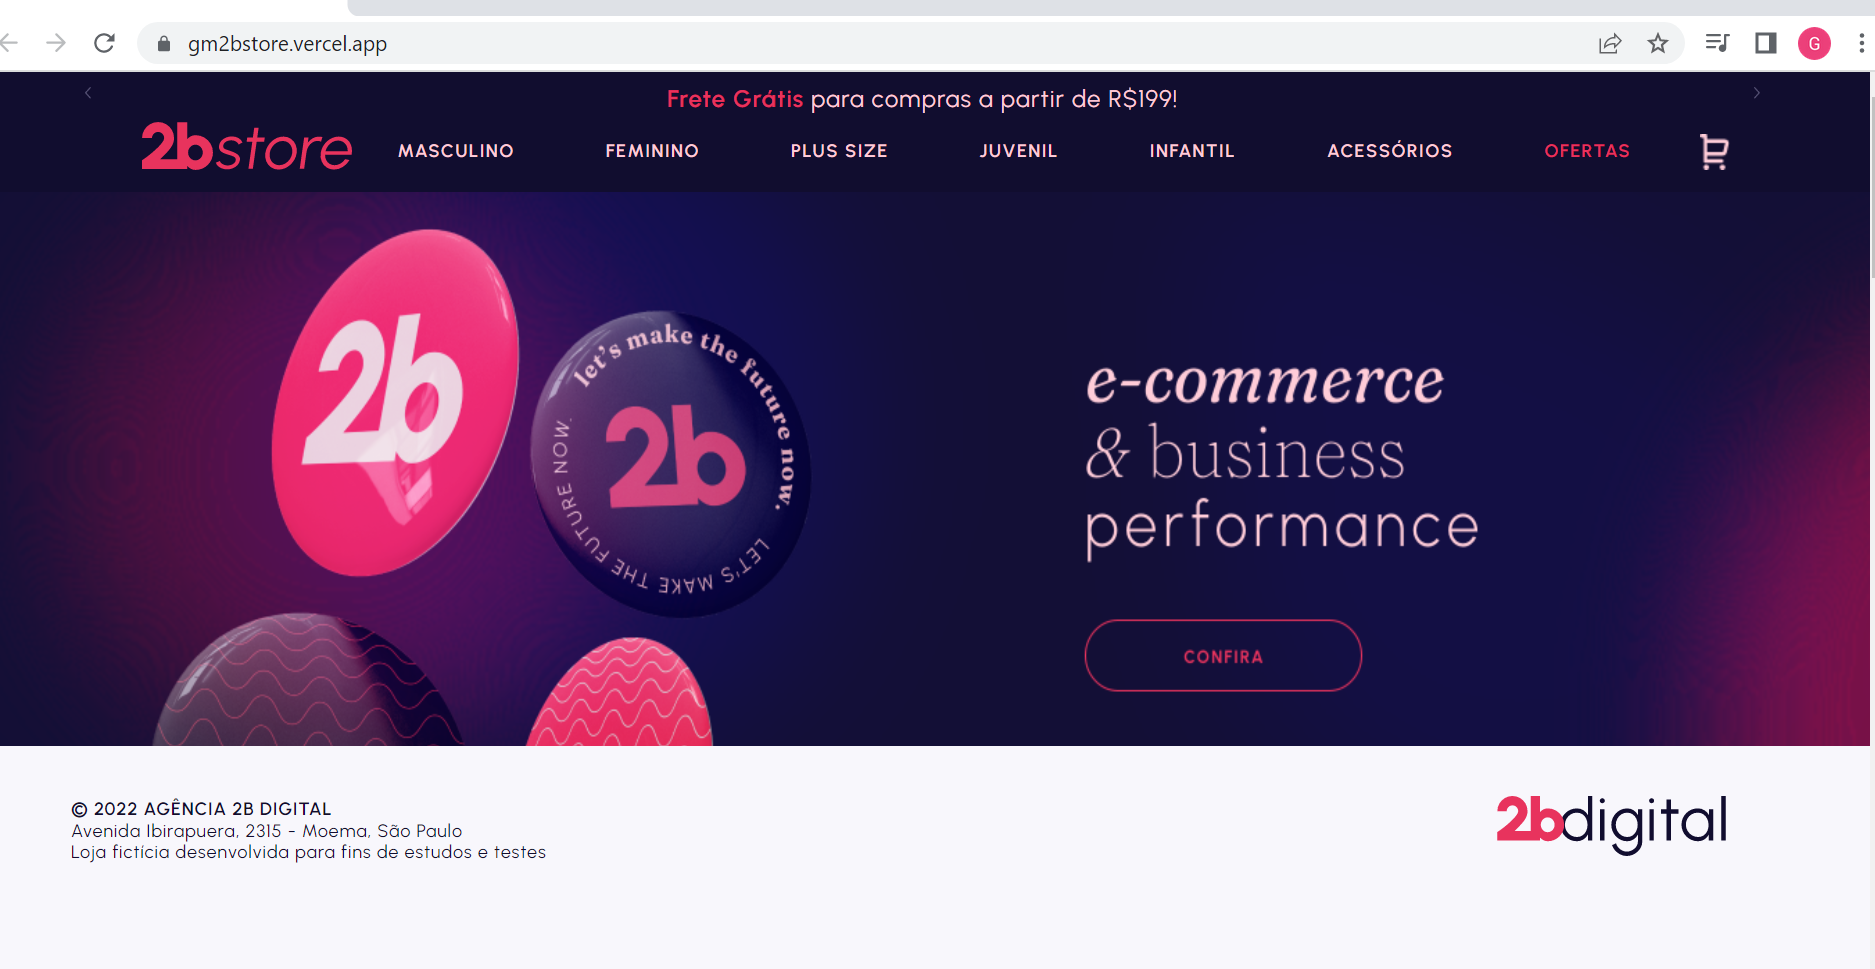 gm2bstore.vercel.app
G
Frete Grátis para compras a partir de R$199!
2bstore
MASCULINO
FEMININO
PLUS SIZE
JUVENIL
INFANTIL
ACESSÓRIOS
OFERTAS
2b
let's make the future now.
2b
LET'S MAKE THE FUTURE NOW.
e-commerce
& business
performance
CONFIRA
© 2022 AGÊNCIA 2B DIGITAL
Avenida Ibirapuera, 2315 - Moema, São Paulo
Loja fictícia desenvolvida para fins de estudos e testes
2bdigital